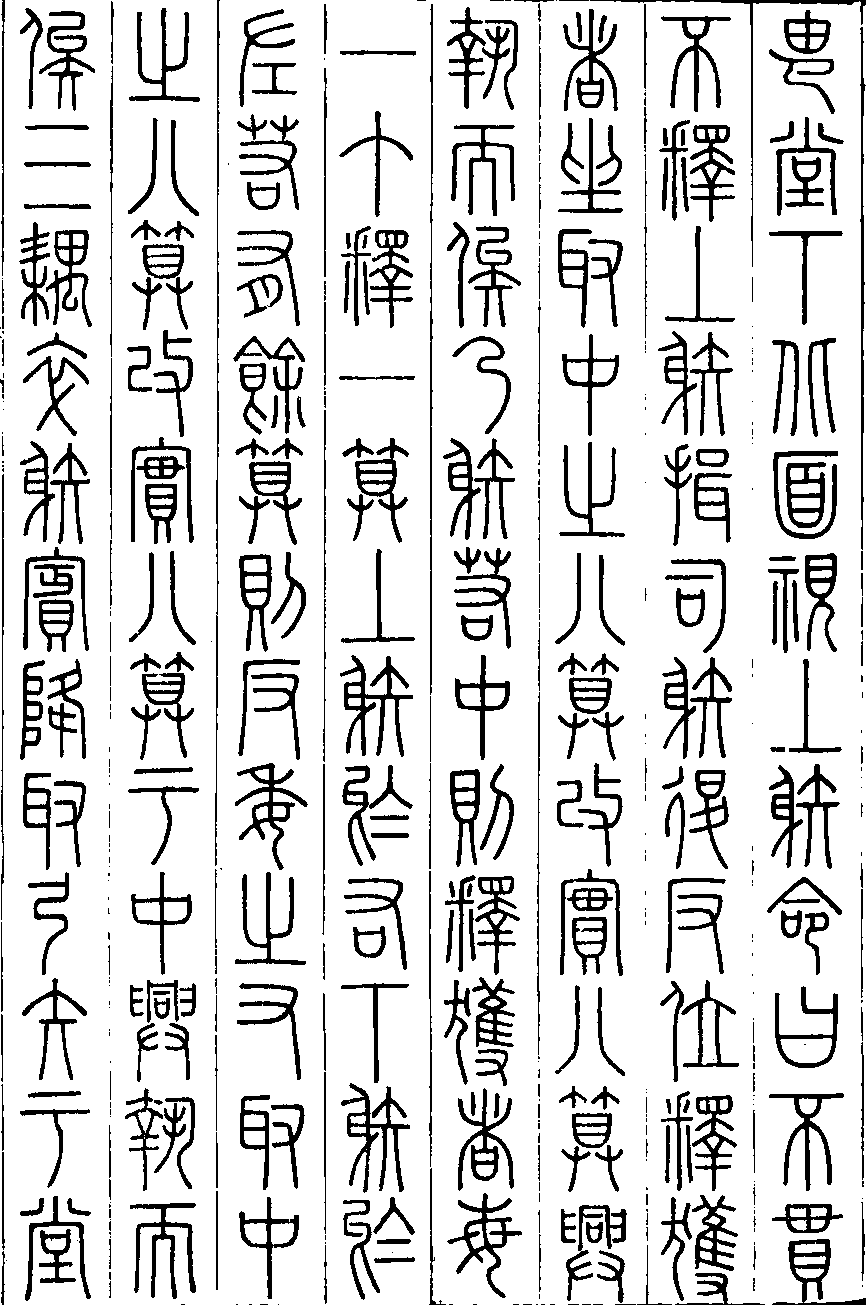 由堂下北面視上射命曰不貫
不釋上射揖司射退反位釋獲
者坐取中之八算改實八算興
執而俟乃射若中則釋獲者每
一个釋一算上射於右下射於
左若有餘算則反委之又取中
之八算改實八算于中興執而
俟三耦卒射賓降取弓矢于堂